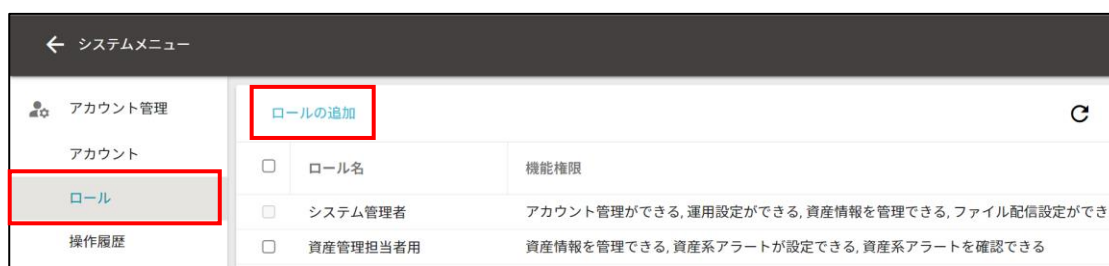 システムメニュー
アカウント管理
アカウント
ロール
操作履歴
ロールの追加
ロール名 機能権限
システム管理者 アカウント管理ができる, 運用設定ができる, 資産情報を管理できる, ファイル配信設定ができ
資産管理担当者用 資産情報を管理できる, 資産系アラートが設定できる, 資産系アラートを確認できる